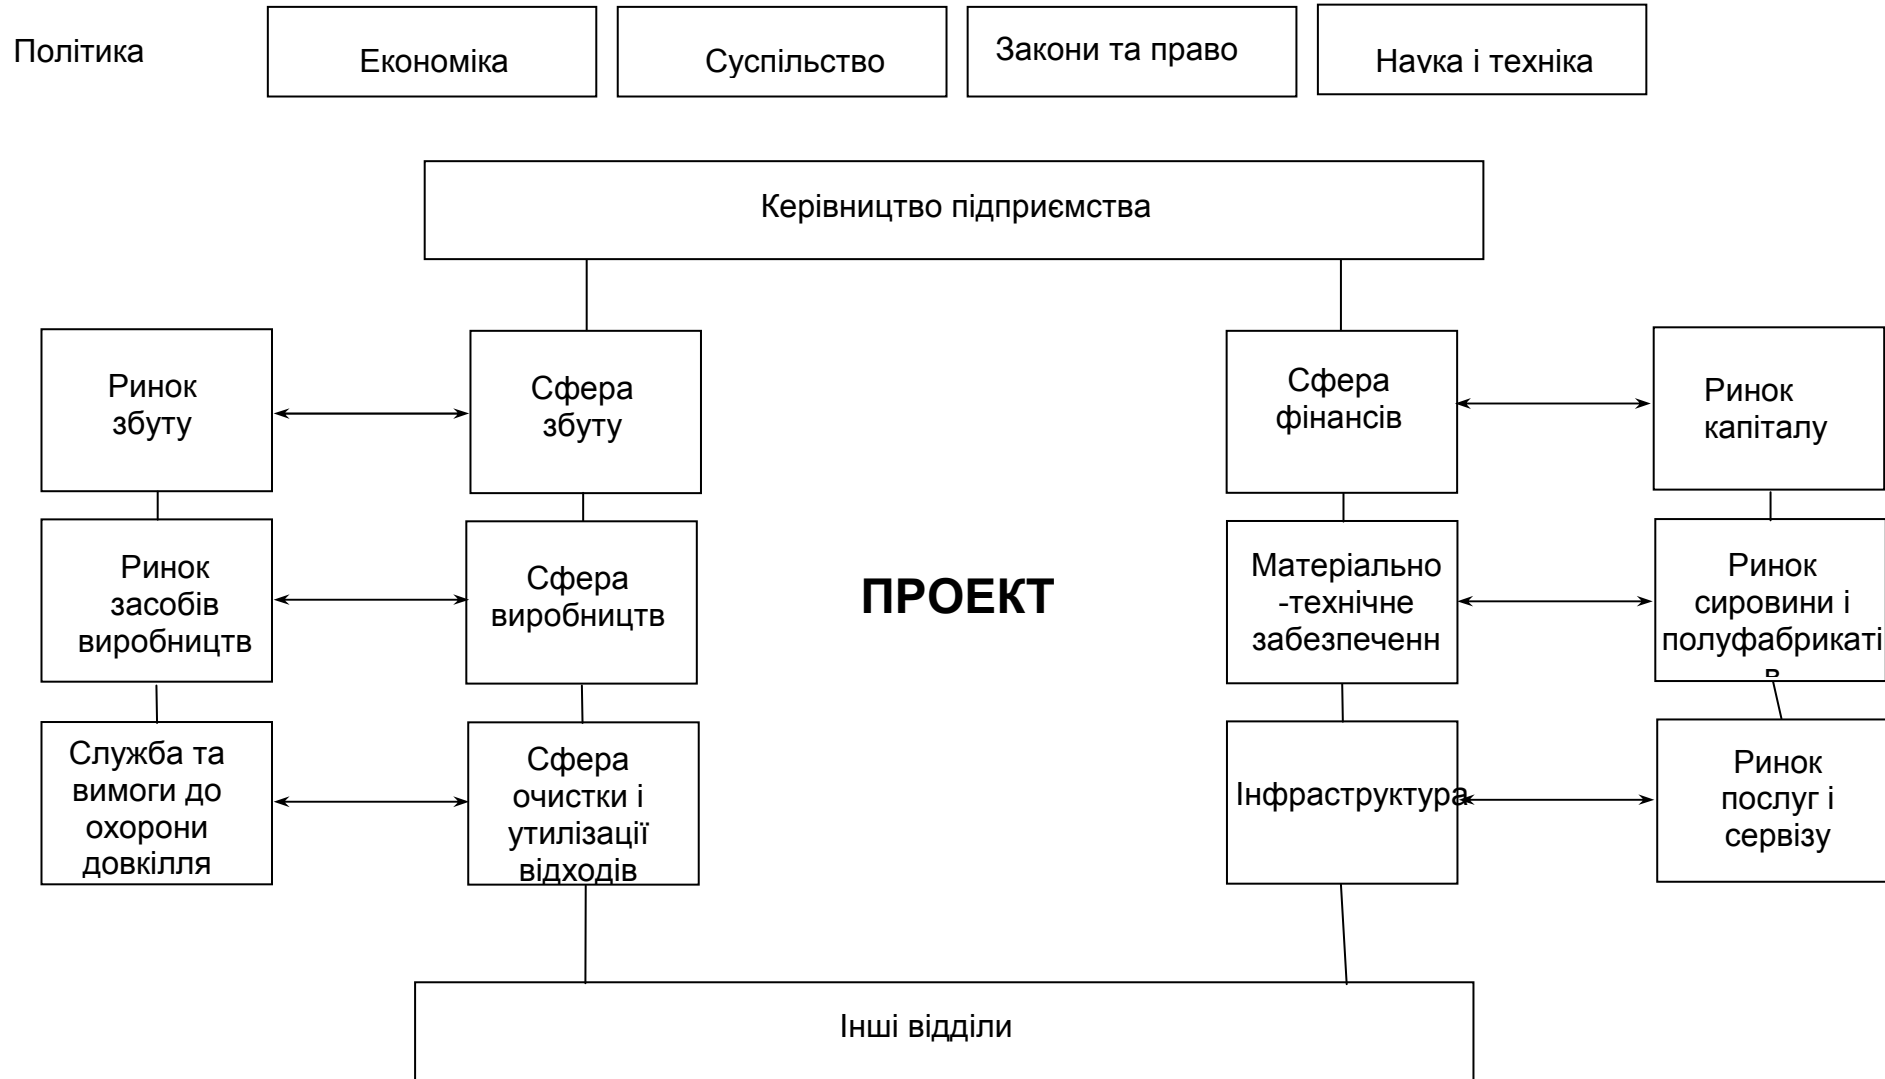 Політика
Економіка
Суспільство
Закони та право
Наука і техніка
Керівництво підприємства
Ринок
збуту
Сфера
збуту
Сфера
фінансів
Ринок
капіталу
Ринок
засобів
виробництв
Сфера
виробництв
ПРОЕКТ
Матеріально
-технічне
забезпеченн
Ринок
сировини і
полуфабрикаті
в
Служба та
вимоги до
охорони
довкілля
Сфера
очистки і
утилізації
відходів
Інфраструктура
Ринок
послуг і
сервізу
Інші відділи